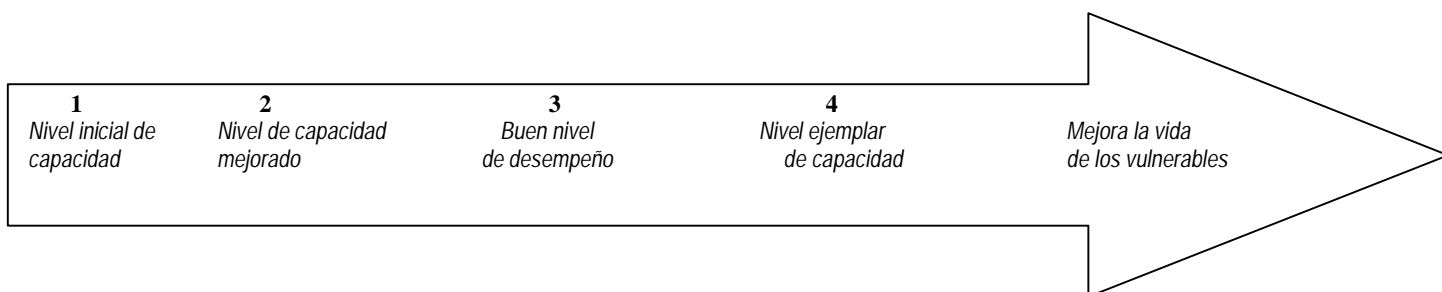 1 2 3 4
Nivel inicial de Nivel de capacidad Buen nivel Nivel ejemplar Mejora la vida
capacidad mejorado de desempeño de capacidad de los vulnerables